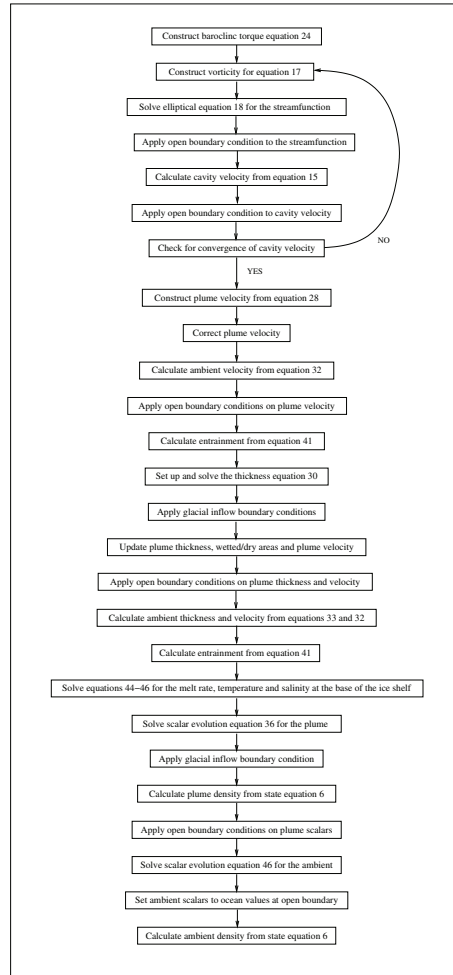 Construct baroclinc torque equation 24
Construct vorticity for equation 17
Solve elliptical equation 18 for the streamfunction
Apply open boundary condition to the streamfunction
Calculate cavity velocity from equation 15
Apply open boundary condition to cavity velocity
Check for convergence of cavity velocity
NO
YES
Construct plume velocity from equation 28
Correct plume velocity
Calculate ambient velocity from equation 32
Apply open boundary conditions on plume velocity
Calculate entrainment from equation 41
Set up and solve the thickness equation 30
Apply glacial inflow boundary conditions
Update plume thickness, wetted/dry areas and plume velocity
Apply open boundary conditions on plume thickness and velocity
Calculate ambient thickness and velocity from equations 33 and 32
Calculate entrainment from equation 41
Solve equations 44−46 for the melt rate, temperature and salinity at the base of the ice shelf
Solve scalar evolution equation 36 for the plume
Apply glacial inflow boundary condition
Calculate plume density from state equation 6
Apply open boundary conditions on plume scalars
Solve scalar evolution equation 46 for the ambient
Set ambient scalars to ocean values at open boundary
Calculate ambient density from state equation 6